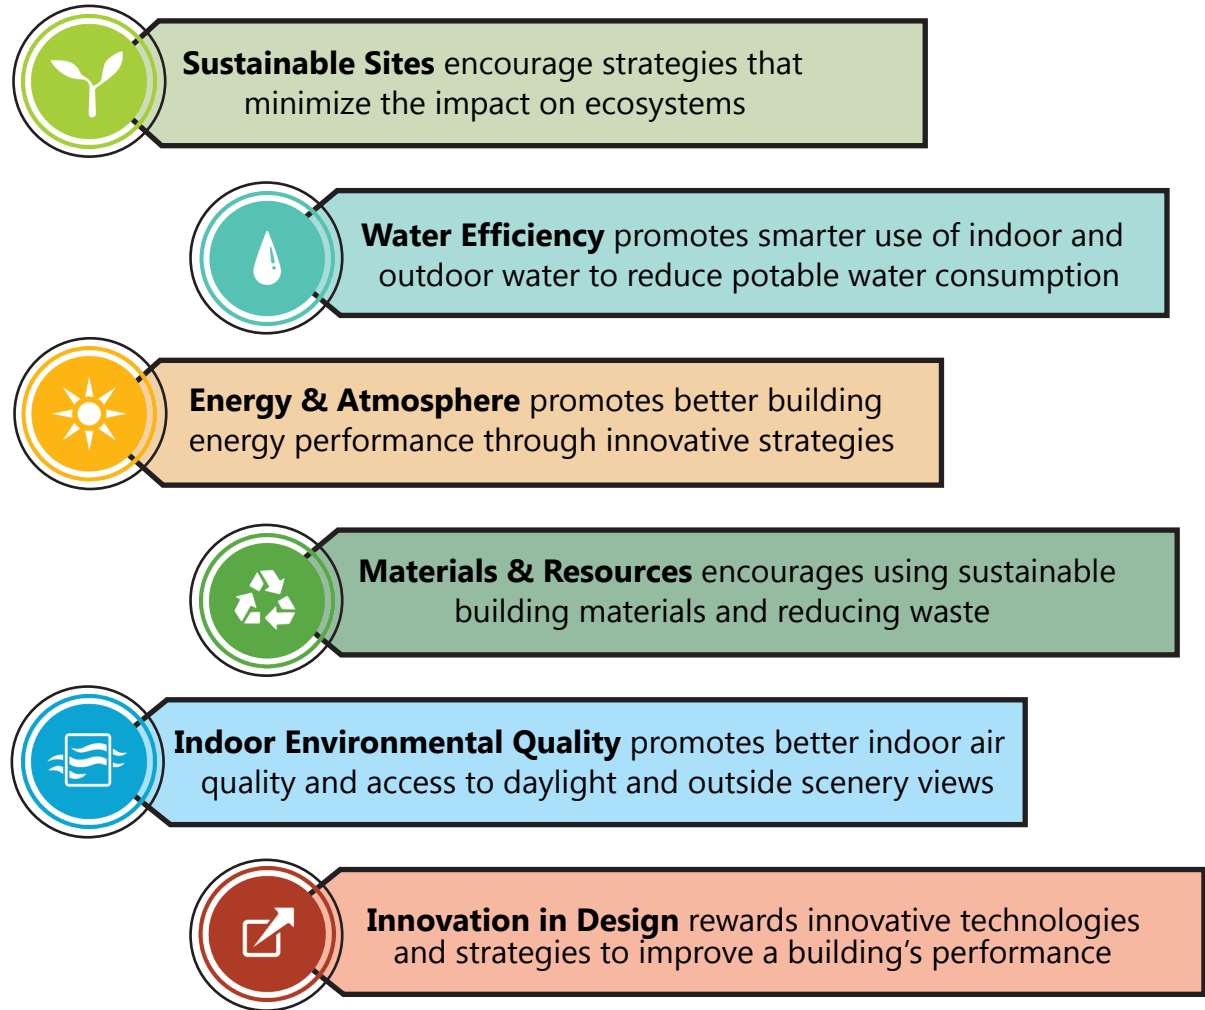 Sustainable Sites encourage strategies that
minimize the impact on ecosystems
Water Efficiency promotes smarter use of indoor and
outdoor water to reduce potable water consumption
Energy & Atmosphere promotes better building
energy performance through innovative strategies
Materials & Resources encourages using sustainable
building materials and reducing waste
Indoor Environmental Quality promotes better indoor air
quality and access to daylight and outside scenery views
Innovation in Design rewards innovative technologies
and strategies to improve a building’s performance